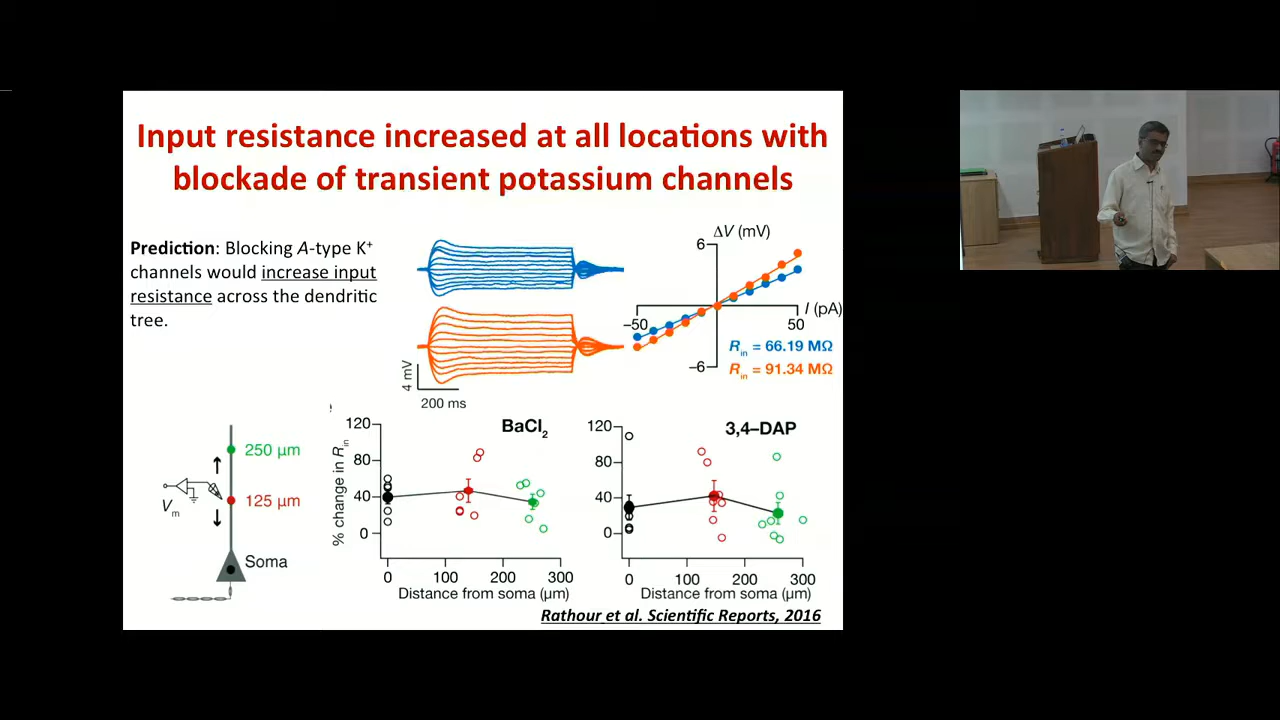 Input resistance increased at all locations with
blockade of transient potassium channels
Prediction: Blocking A-type K⁺
channels would increase input
resistance across the dendritic
tree.
4 mV
200 ms
ΔV (mV)
6
I (pA)
−50
50
Rin = 66.19 MΩ
−6
Rin = 91.34 MΩ
250 µm
125 µm
Vm
Soma
BaCl₂
% change in Rin
120
80
40
0
0 100 200 300
Distance from soma (µm)
3,4–DAP
120
80
40
0
0 100 200 300
Distance from soma (µm)
Rathour et al. Scientific Reports, 2016